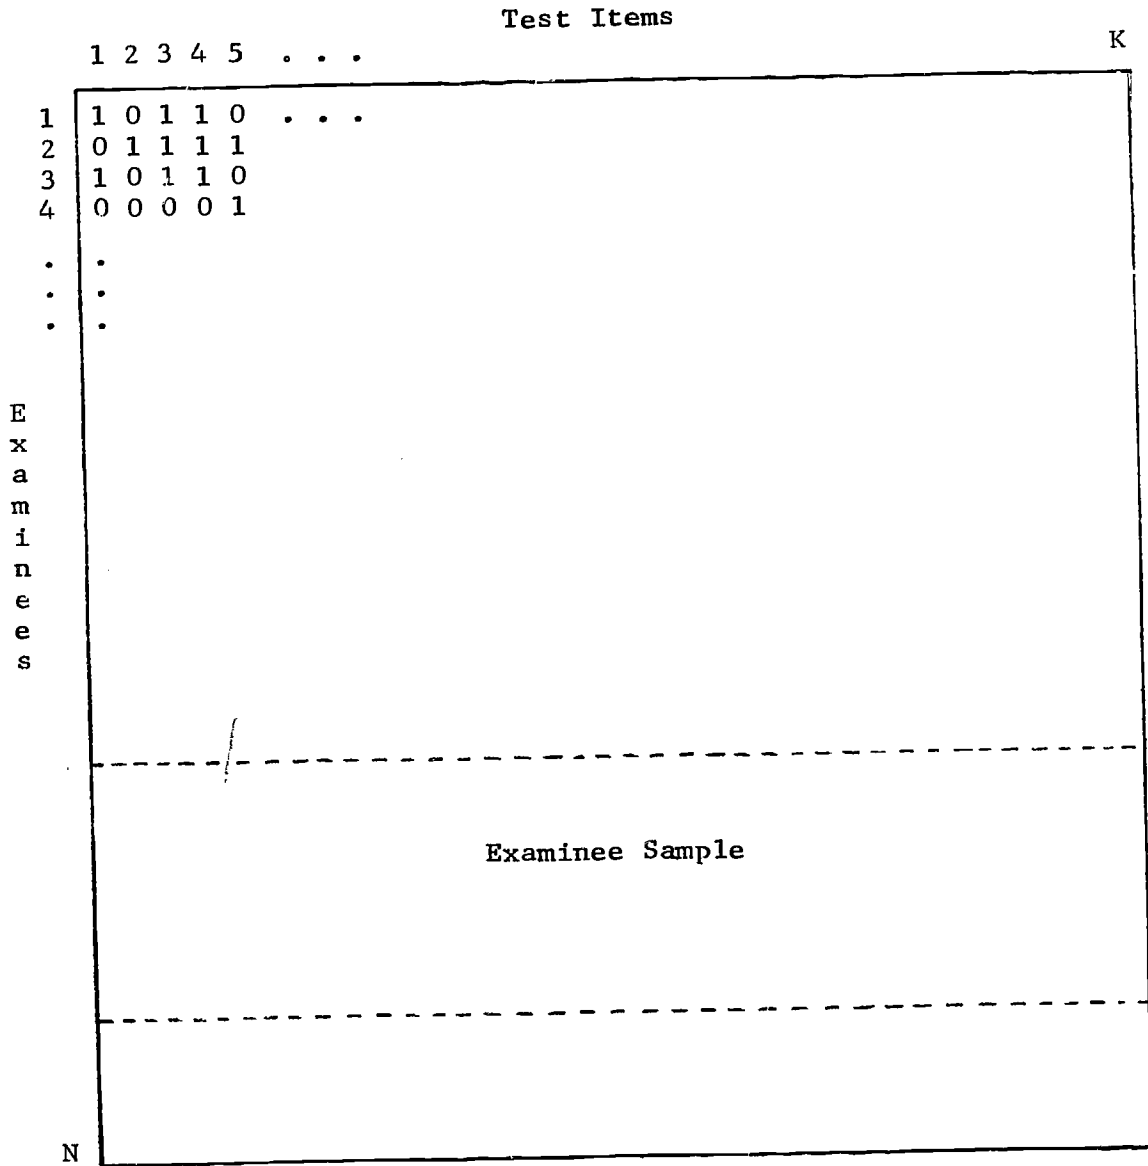 Test Items
1 2 3 4 5 . . . K
1 1 0 1 1 0 . . .
2 0 1 1 1 1
3 1 0 1 1 0
4 0 0 0 0 1
. .
. .
. .
Examinees
Examinee Sample
N